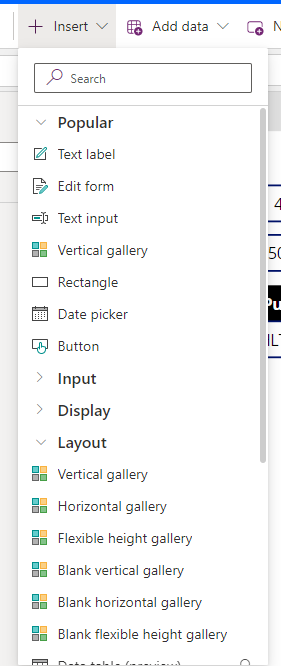 Insert Add data N
Search
Popular
Text label
Edit form
Text input
Vertical gallery
Rectangle
Date picker
Button
Input
Display
Layout
Vertical gallery
Horizontal gallery
Flexible height gallery
Blank vertical gallery
Blank horizontal gallery
Blank flexible height gallery
Data table (preview)
4
50
Pu